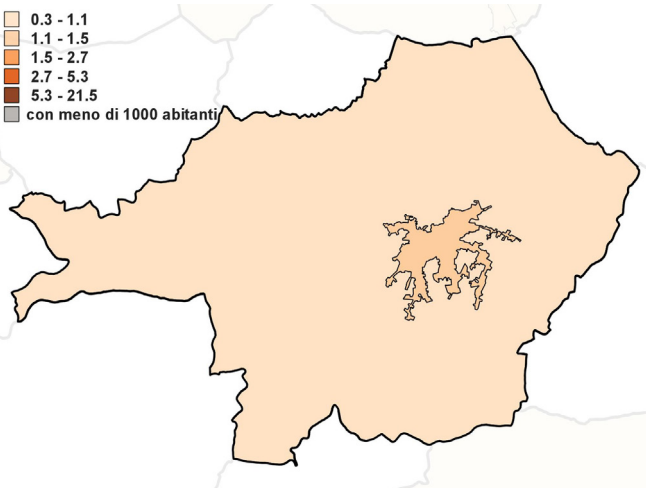 0.3 - 1.1
1.1 - 1.5
1.5 - 2.7
2.7 - 5.3
5.3 - 21.5
con meno di 1000 abitanti